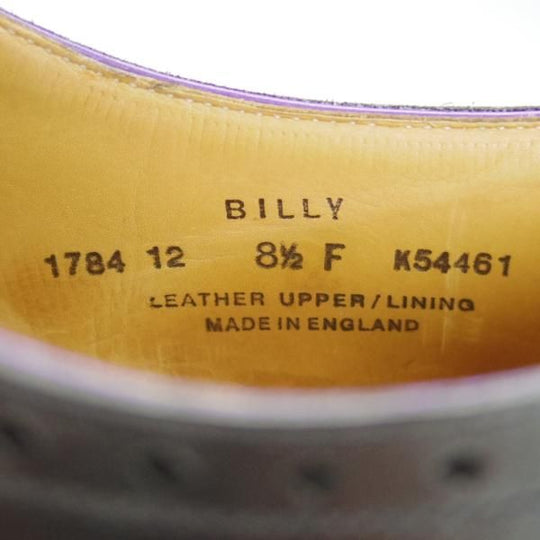 BILLY
1784 12 8½ F K54461
LEATHER UPPER/LINING
MADE IN ENGLAND